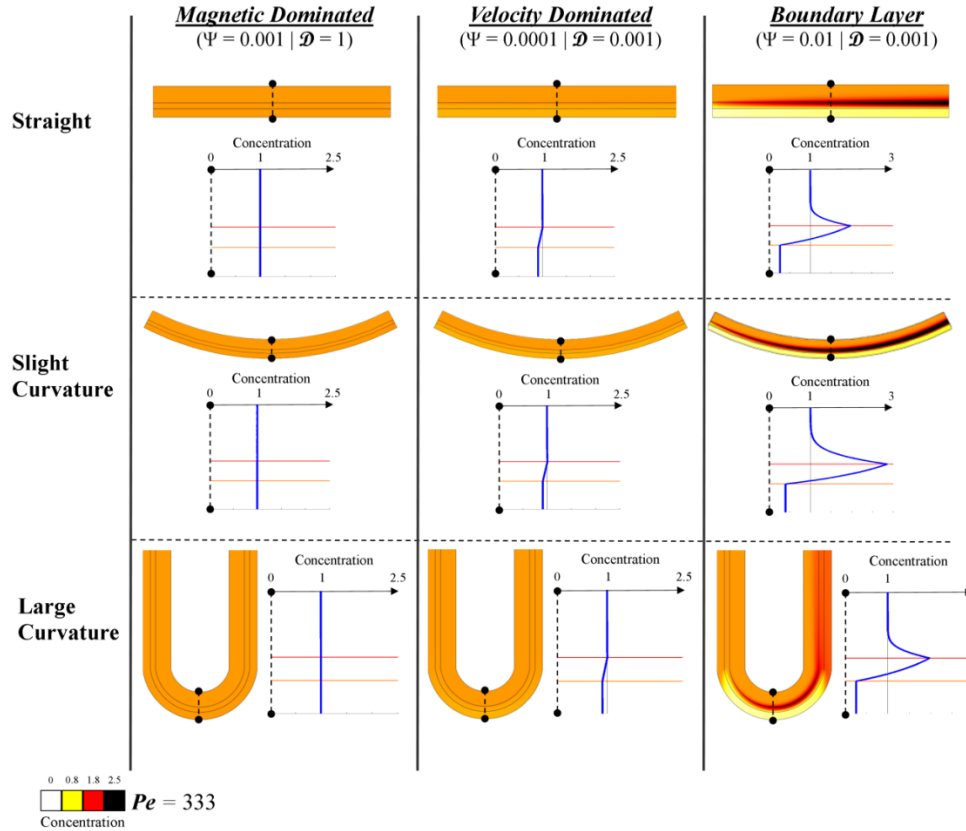 Magnetic Dominated
(Ψ = 0.001 | 𝓓 = 1)
Velocity Dominated
(Ψ = 0.0001 | 𝓓 = 0.001)
Boundary Layer
(Ψ = 0.01 | 𝓓 = 0.001)
Straight
Concentration
0 1 2.5
Concentration
0 1 2.5
Concentration
0 1 3
Slight
Curvature
Concentration
0 1 2.5
Concentration
0 1 2.5
Concentration
0 1 3
Large
Curvature
Concentration
0 1 2.5
Concentration
0 1 2.5
Concentration
0 1
0 0.8 1.8 2.5
Pe = 333
Concentration